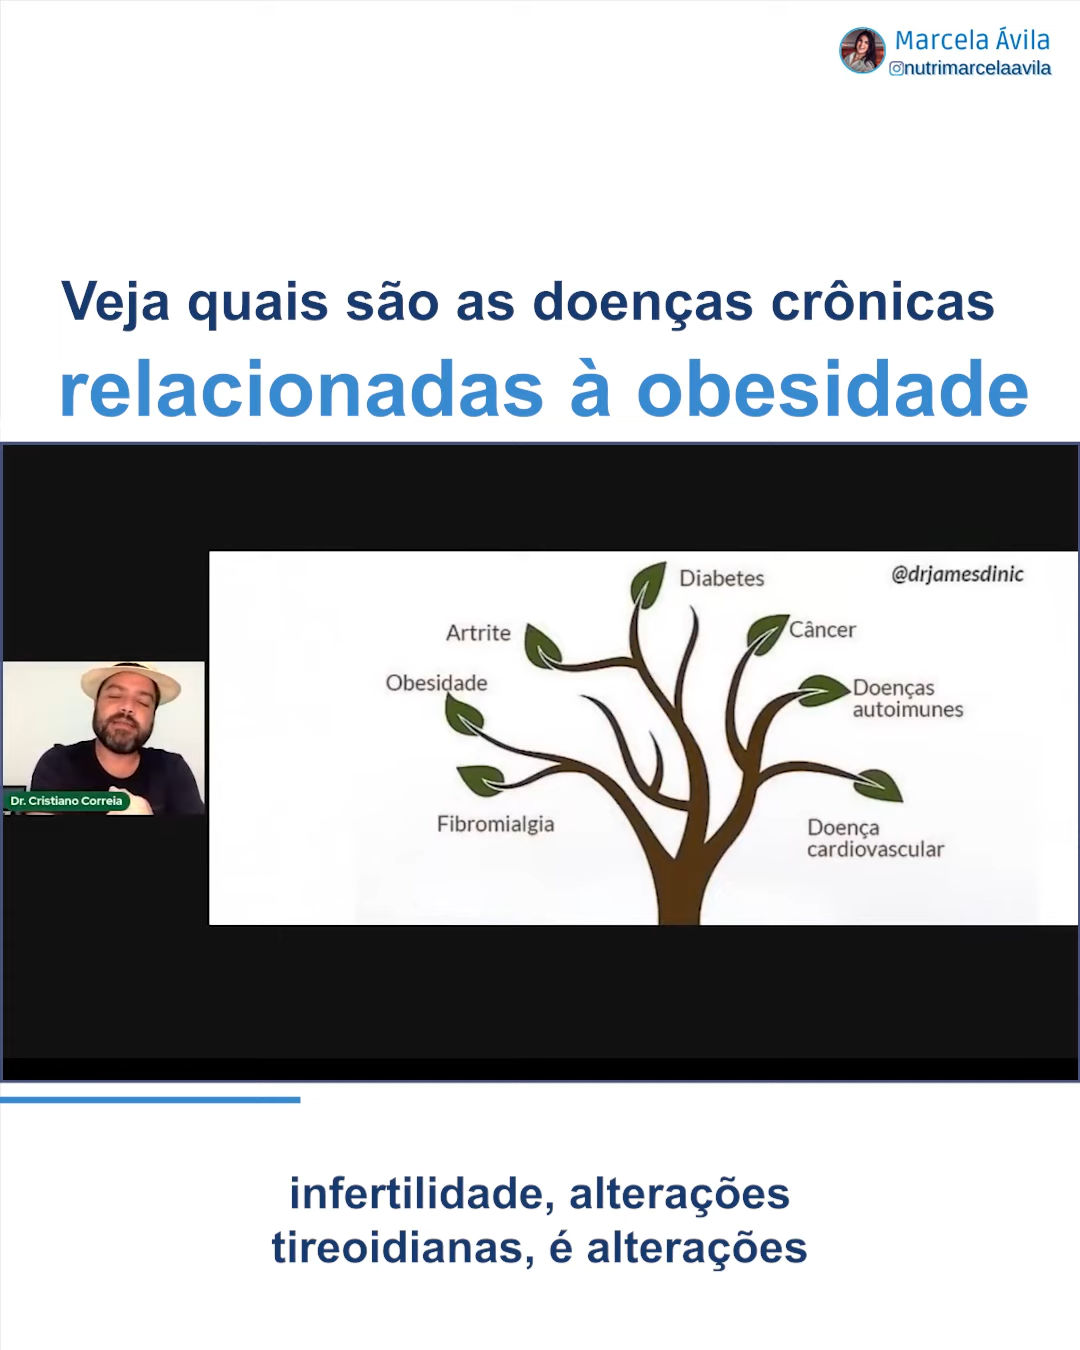 Marcela Ávila
nutrimarcelaavila
Veja quais são as doenças crônicas
relacionadas à obesidade
@drjamesdinic
Diabetes
Artrite
Câncer
Obesidade
Doenças
autoimunes
Fibromialgia
Doença
cardiovascular
Dr. Cristiano Correia
infertilidade, alterações
tireoidianas, é alterações